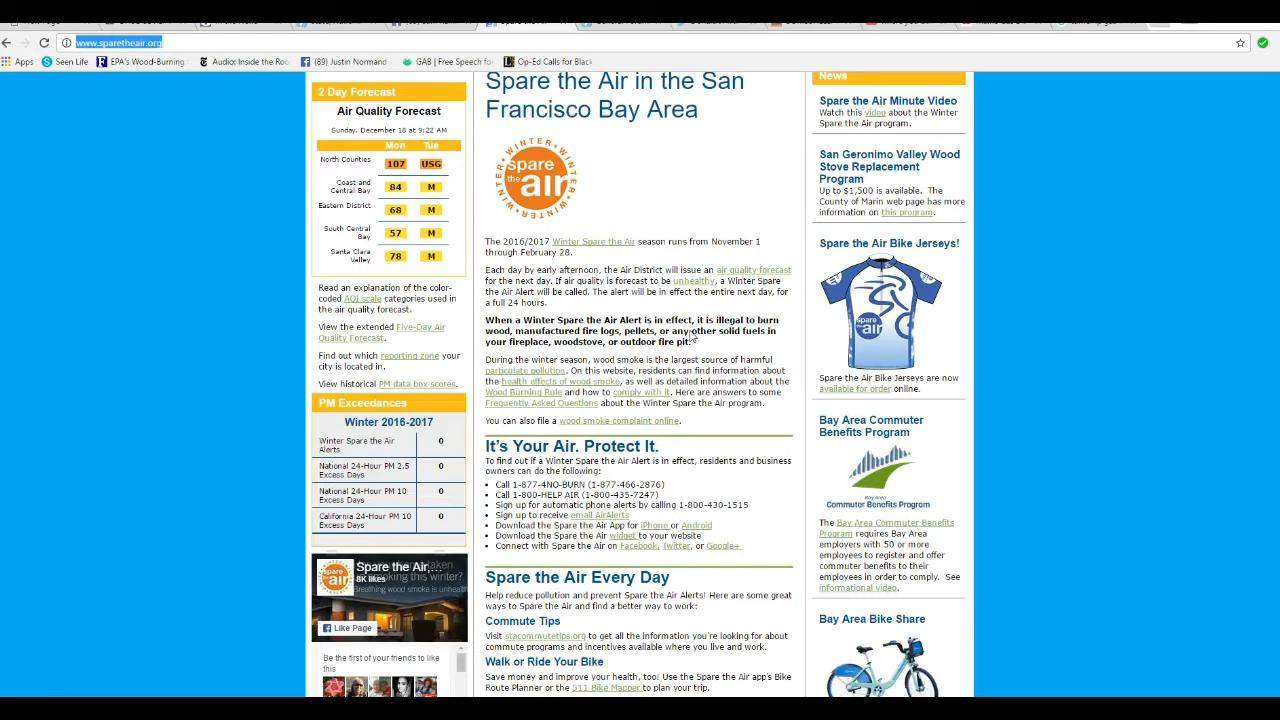 www.sparetheair.org
Apps
Seen Life
EPA's Wood-Burning
Audio: Inside the Ro
(89) Justin Normand
GAB | Free Speech fo
Op-Ed Calls for Blac
2 Day Forecast
Air Quality Forecast
Sunday, December 18 at 9:22 AM
Mon Tue
North Counties 107 USG
Coast and
Central Bay 84 M
Eastern District 68 M
South Central
Bay 57 M
Santa Clara
Valley 78 M
Read an explanation of the color-
coded AQI scale categories used in
the air quality forecast.
View the extended Five-Day Air
Quality Forecast.
Find out which reporting zone your
city is located in.
View historical PM data box scores.
PM Exceedances
Winter 2016-2017
Winter Spare the Air
Alerts 0
National 24-Hour PM 2.5
Excess Days 0
National 24-Hour PM 10
Excess Days 0
California 24-Hour PM 10
Excess Days 0
spare
the air
Spare the Air,...
8K likes
smoking this winter?
Breathing wood smoke is unhealth
Like Page
Be the first of your friends to like
this
Spare the Air in the San
Francisco Bay Area
WINTER WINTER WINTER
spare
the air
The 2016/2017 Winter Spare the Air season runs from November 1
through February 28.
Each day by early afternoon, the Air District will issue an air quality forecast
for the next day. If air quality is forecast to be unhealthy, a Winter Spare
the Air Alert will be called. The alert will be in effect the entire next day, for
a full 24 hours.
When a Winter Spare the Air Alert is in effect, it is illegal to burn
wood, manufactured fire logs, pellets, or any other solid fuels in
your fireplace, woodstove, or outdoor fire pit.
During the winter season, wood smoke is the largest source of harmful
particulate pollution. On this website, residents can find information about
the health effects of wood smoke, as well as detailed information about the
Wood Burning Rule and how to comply with it. Here are answers to some
Frequently Asked Questions about the Winter Spare the Air program.
You can also file a wood smoke complaint online.
It's Your Air. Protect It.
To find out if a Winter Spare the Air Alert is in effect, residents and business
owners can do the following:
• Call 1-877-4NO-BURN (1-877-466-2876)
• Call 1-800-HELP AIR (1-800-435-7247)
• Sign up for automatic phone alerts by calling 1-800-430-1515
• Sign up to receive email AirAlerts
• Download the Spare the Air App for iPhone or Android
• Download the Spare the Air widget to your website
• Connect with Spare the Air on Facebook, Twitter, or Google+
Spare the Air Every Day
Help reduce pollution and prevent Spare the Air Alerts! Here are some great
ways to Spare the Air and find a better way to work:
Commute Tips
Visit stacommutetips.org to get all the information you're looking for about
commute programs and incentives available where you live and work.
Walk or Ride Your Bike
Save money and improve your health, too! Use the Spare the Air app's Bike
Route Planner or the 511 Bike Mapper to plan your trip.
News
Spare the Air Minute Video
Watch this video about the Winter
Spare the Air program.
San Geronimo Valley Wood
Stove Replacement
Program
Up to $1,500 is available. The
County of Marin web page has more
information on this program.
Spare the Air Bike Jerseys!
spare
the air
Spare the Air Bike Jerseys are now
available for order online.
Bay Area Commuter
Benefits Program
Bay Area
Commuter Benefits Program
The Bay Area Commuter Benefits
Program requires Bay Area
employers with 50 or more
employees to register and offer
commuter benefits to their
employees in order to comply. See
informational video.
Bay Area Bike Share